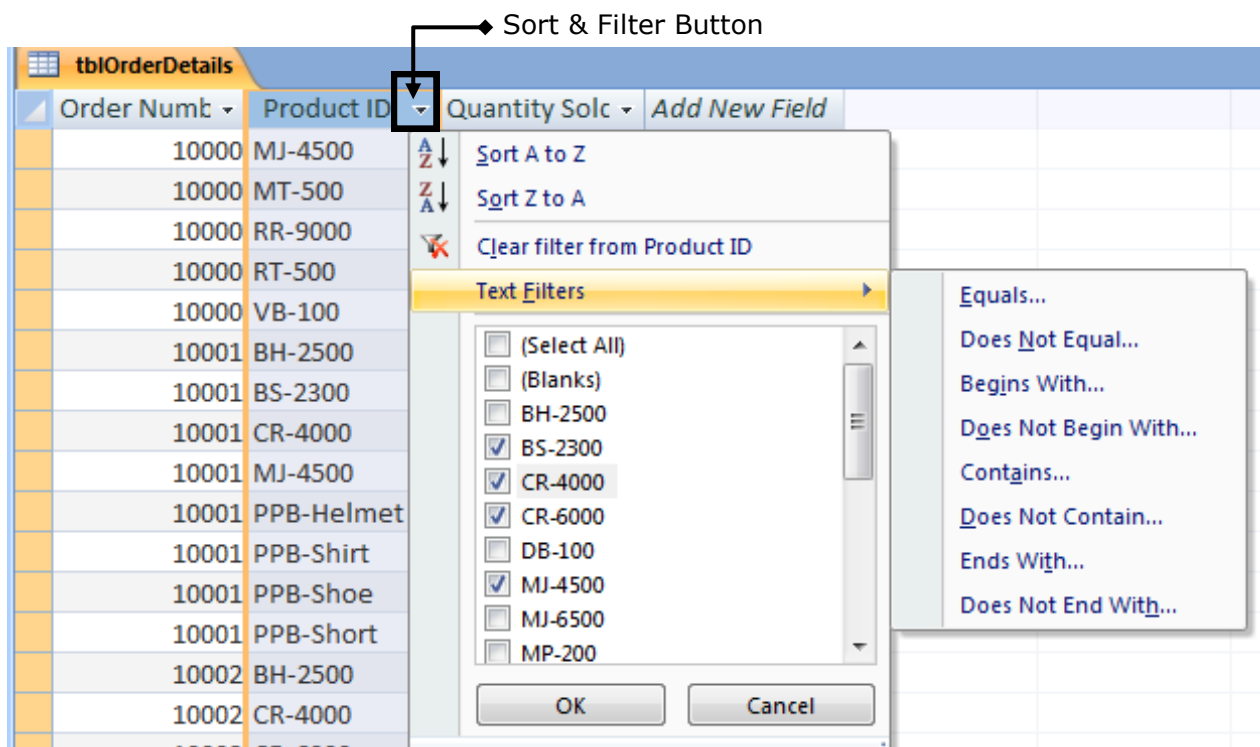 Sort & Filter Button
tblOrderDetails
Order Numb Product ID Quantity Solc Add New Field
10000 MJ-4500
10000 MT-500
10000 RR-9000
10000 RT-500
10000 VB-100
10001 BH-2500
10001 BS-2300
10001 CR-4000
10001 MJ-4500
10001 PPB-Helmet
10001 PPB-Shirt
10001 PPB-Shoe
10001 PPB-Short
10002 BH-2500
10002 CR-4000
Sort A to Z
Sort Z to A
Clear filter from Product ID
Text Filters
(Select All)
(Blanks)
BH-2500
BS-2300
CR-4000
CR-6000
DB-100
MJ-4500
MJ-6500
MP-200
OK Cancel
Equals...
Does Not Equal...
Begins With...
Does Not Begin With...
Contains...
Does Not Contain...
Ends With...
Does Not End With...